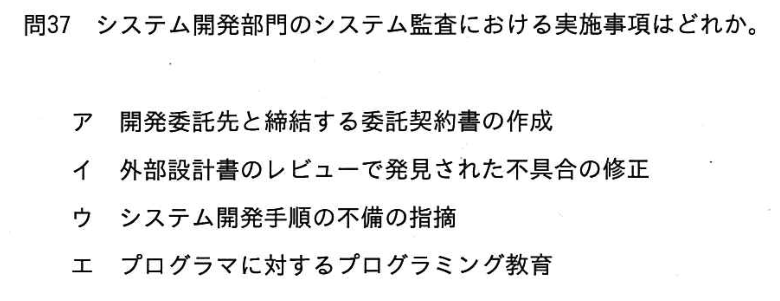 問37　システム開発部門のシステム監査における実施事項はどれか。
ア　開発委託先と締結する委託契約書の作成
イ　外部設計書のレビューで発見された不具合の修正
ウ　システム開発手順の不備の指摘
エ　プログラマに対するプログラミング教育